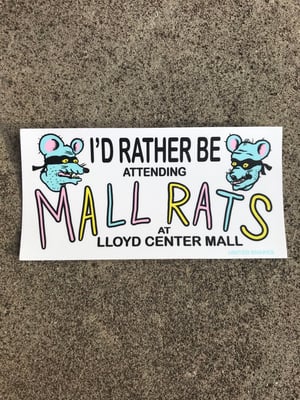 I'D RATHER BE
ATTENDING
MALL RATS
AT
LLOYD CENTER MALL